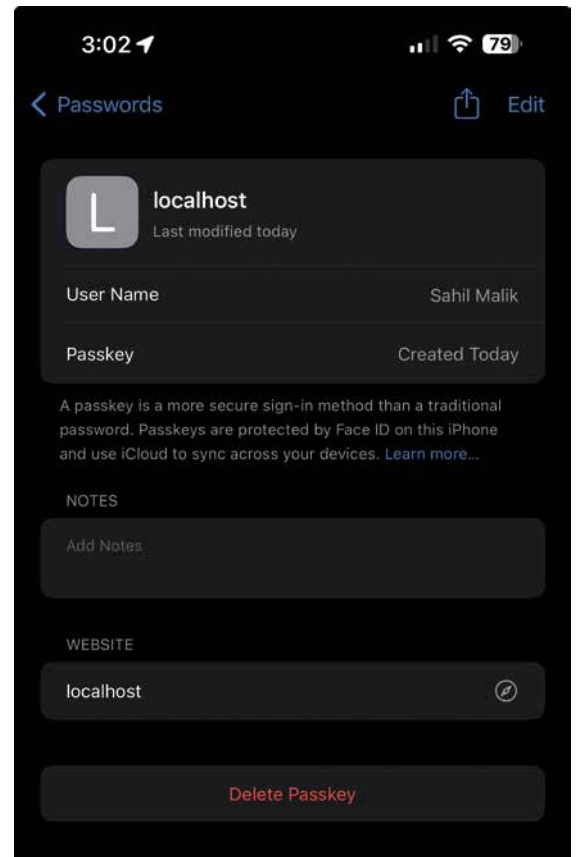 3:02
79
Passwords
Edit
L
localhost
Last modified today
User Name
Sahil Malik
Passkey
Created Today
A passkey is a more secure sign-in method than a traditional
password. Passkeys are protected by Face ID on this iPhone
and use iCloud to sync across your devices. Learn more...
NOTES
Add Notes
WEBSITE
localhost
Delete Passkey